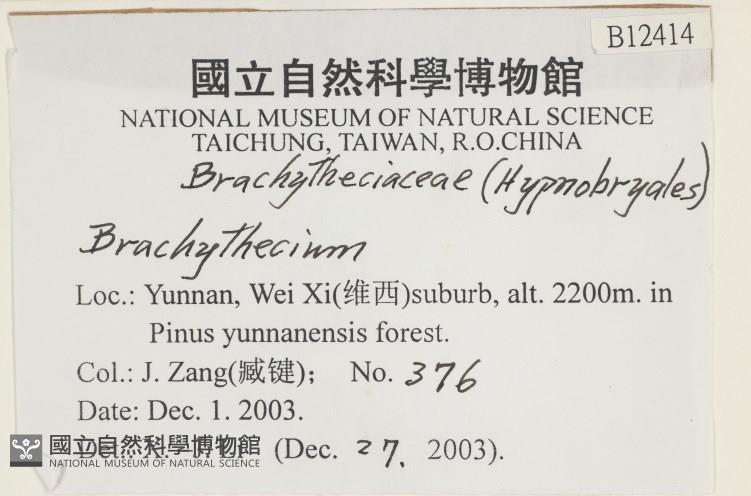 B12414
國立自然科學博物館
NATIONAL MUSEUM OF NATURAL SCIENCE
TAICHUNG, TAIWAN, R.O.CHINA
Brachytheciaceae (Hypnobryales)
Brachythecium
Loc.: Yunnan, Wei Xi(维西)suburb, alt. 2200m. in
Pinus yunnanensis forest.
Col.: J. Zang(臧键); No. 376
Date: Dec. 1. 2003.
(Dec. 27. 2003).
國立自然科學博物館
NATIONAL MUSEUM OF NATURAL SCIENCE